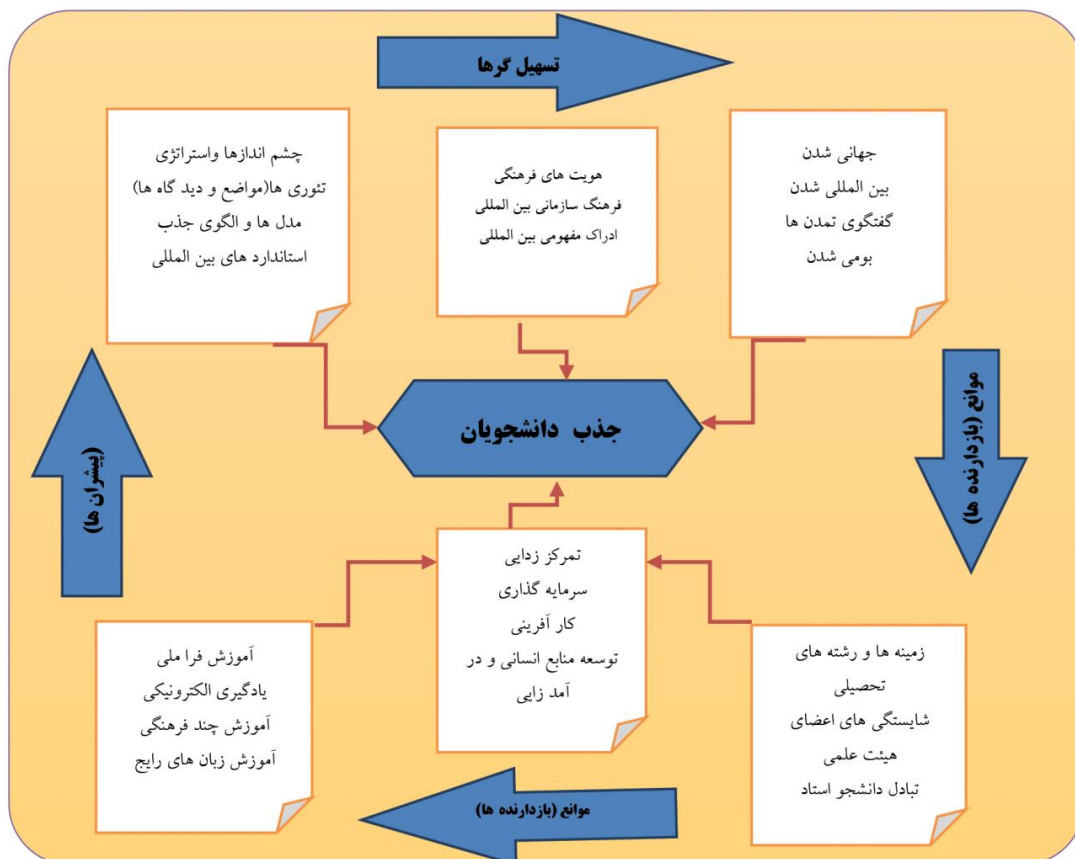 تسهیل گرها
جهانی شدن
بین المللی شدن
گفتگوی تمدن ها
بومی شدن
هویت های فرهنگی
فرهنگ سازمانی بین المللی
ادراک مفهومی بین المللی
چشم اندازها واستراتژی
تئوری ها(مواضع و دید گاه ها)
مدل ها و الگوی جذب
استاندارد های بین المللی
موانع (بازدارنده ها)
جذب دانشجویان
(پیشران ها)
زمینه ها و رشته های
تحصیلی
شایستگی های اعضای
هیئت علمی
تبادل دانشجو استاد
تمرکز زدایی
سرمایه گذاری
کار آفرینی
توسعه منابع انسانی و در
آمد زایی
آموزش فرا ملی
یادگیری الکترونیکی
آموزش چند فرهنگی
آموزش زبان های رایج
موانع (بازدارنده ها)